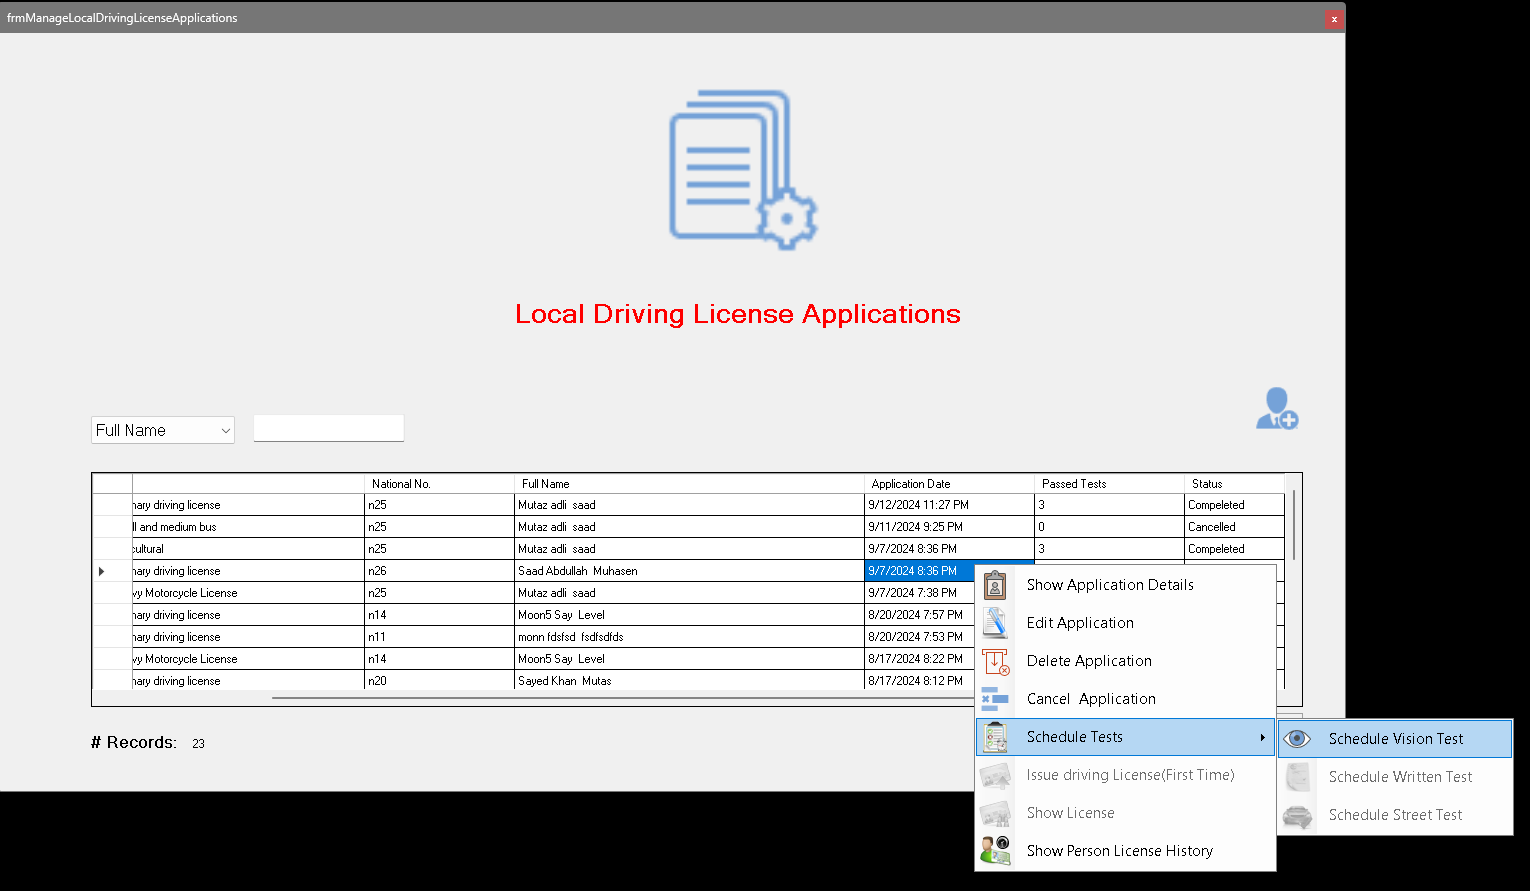 frmManageLocalDrivingLicenseApplications
x
Local Driving License Applications
Full Name
National No. Full Name Application Date Passed Tests Status
nary driving license n25 Mutaz adli saad 9/12/2024 11:27 PM 3 Compeleted
ll and medium bus n25 Mutaz adli saad 9/11/2024 9:25 PM 0 Cancelled
cultural n25 Mutaz adli saad 9/7/2024 8:36 PM 3 Compeleted
nary driving license n26 Saad Abdullah Muhasen 9/7/2024 8:36 PM
vy Motorcycle License n25 Mutaz adli saad 9/7/2024 7:38 PM
nary driving license n14 Moon5 Say Level 8/20/2024 7:57 PM
nary driving license n11 monn fdsfsd fsdfsdfds 8/20/2024 7:53 PM
vy Motorcycle License n14 Moon5 Say Level 8/17/2024 8:22 PM
nary driving license n20 Sayed Khan Mutas 8/17/2024 8:12 PM
# Records: 23
Show Application Details
Edit Application
Delete Application
Cancel Application
Schedule Tests
Issue driving License(First Time)
Show License
Show Person License History
Schedule Vision Test
Schedule Written Test
Schedule Street Test